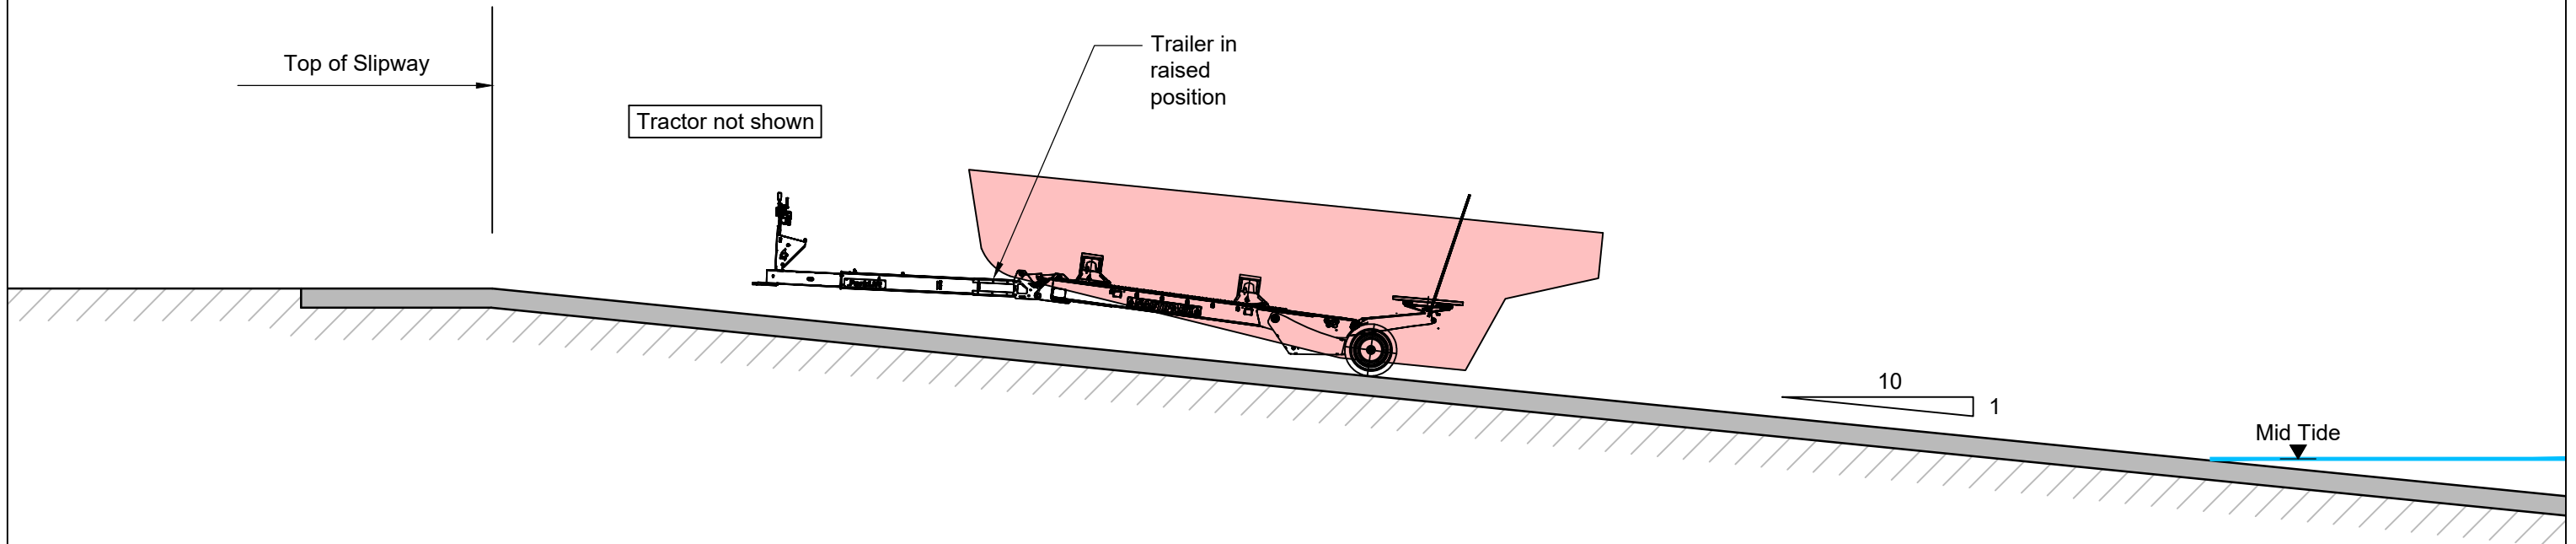 Top of Slipway
Tractor not shown
Trailer in
raised
position
10
1
Mid Tide